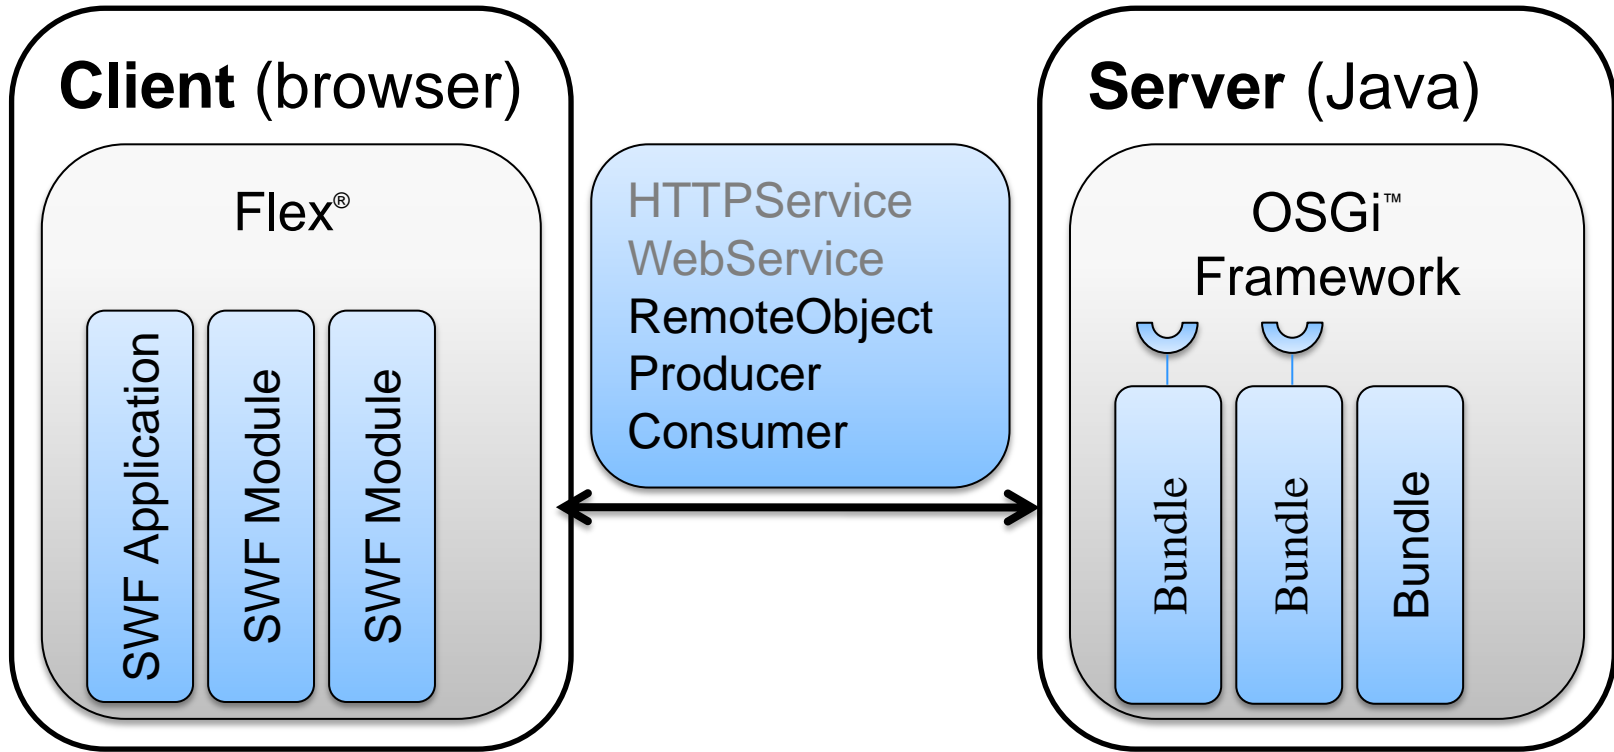 Client (browser)
Flex®
SWF Application
SWF Module
SWF Module
HTTPService
WebService
RemoteObject
Producer
Consumer
Server (Java)
OSGi™
Framework
Bundle
Bundle
Bundle